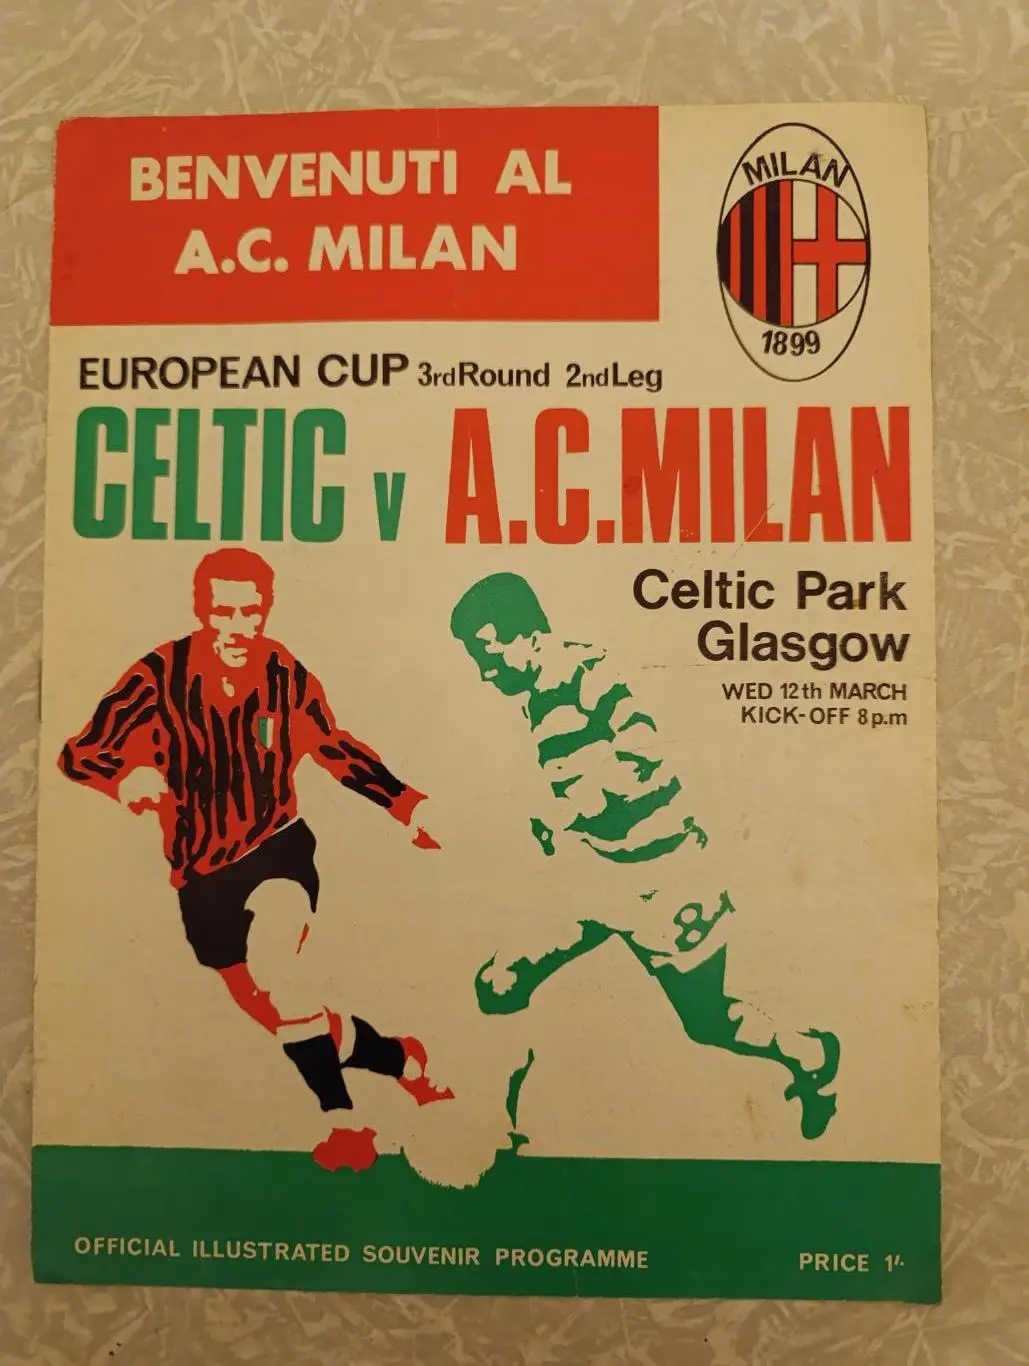 BENVENUTI AL
A.C. MILAN
MILAN
1899
EUROPEAN CUP 3rd Round 2nd Leg
CELTIC v A.C. MILAN
Celtic Park
Glasgow
WED 12th MARCH
KICK-OFF 8 p.m
8
OFFICIAL ILLUSTRATED SOUVENIR PROGRAMME
PRICE 1/-